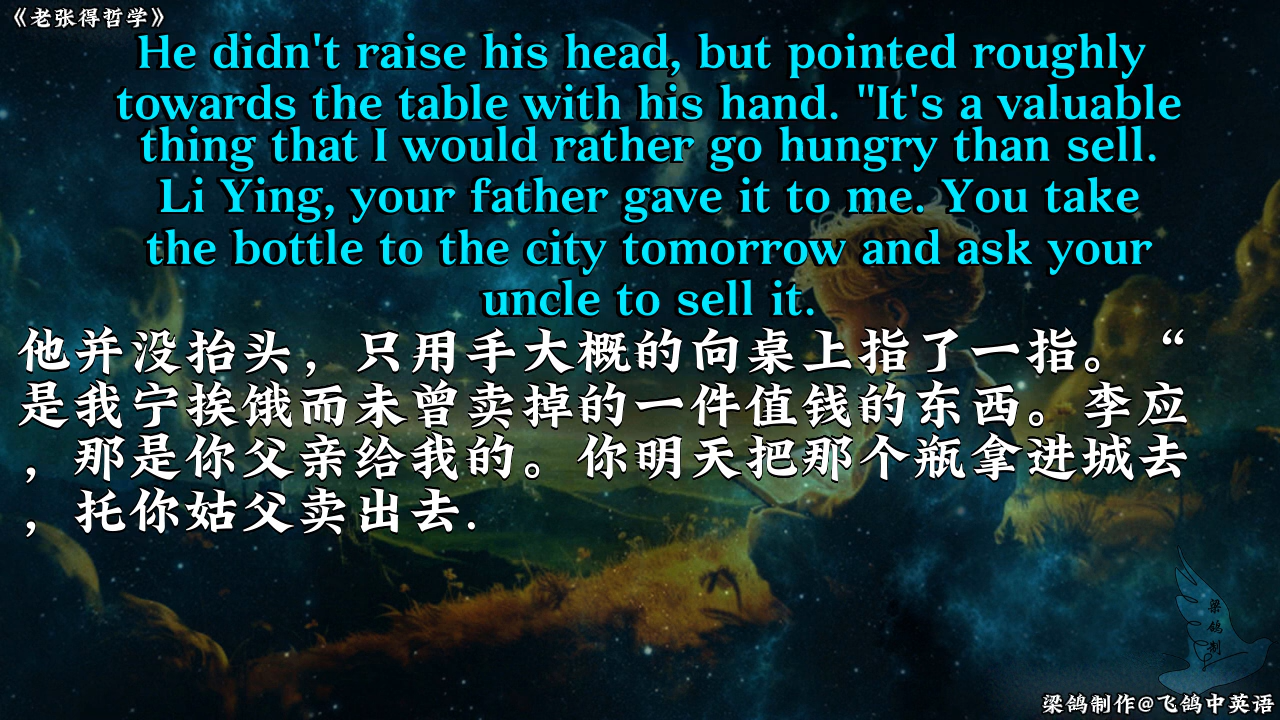 《老张得哲学》
He didn't raise his head, but pointed roughly
towards the table with his hand. "It's a valuable
thing that I would rather go hungry than sell.
Li Ying, your father gave it to me. You take
the bottle to the city tomorrow and ask your
uncle to sell it.
他并没抬头，只用手大概的向桌上指了一指。“
是我宁挨饿而未曾卖掉的一件值钱的东西。李应
，那是你父亲给我的。你明天把那个瓶拿进城去
，托你姑父卖出去.
梁
鸽
制
梁鸽制作@飞鸽中英语